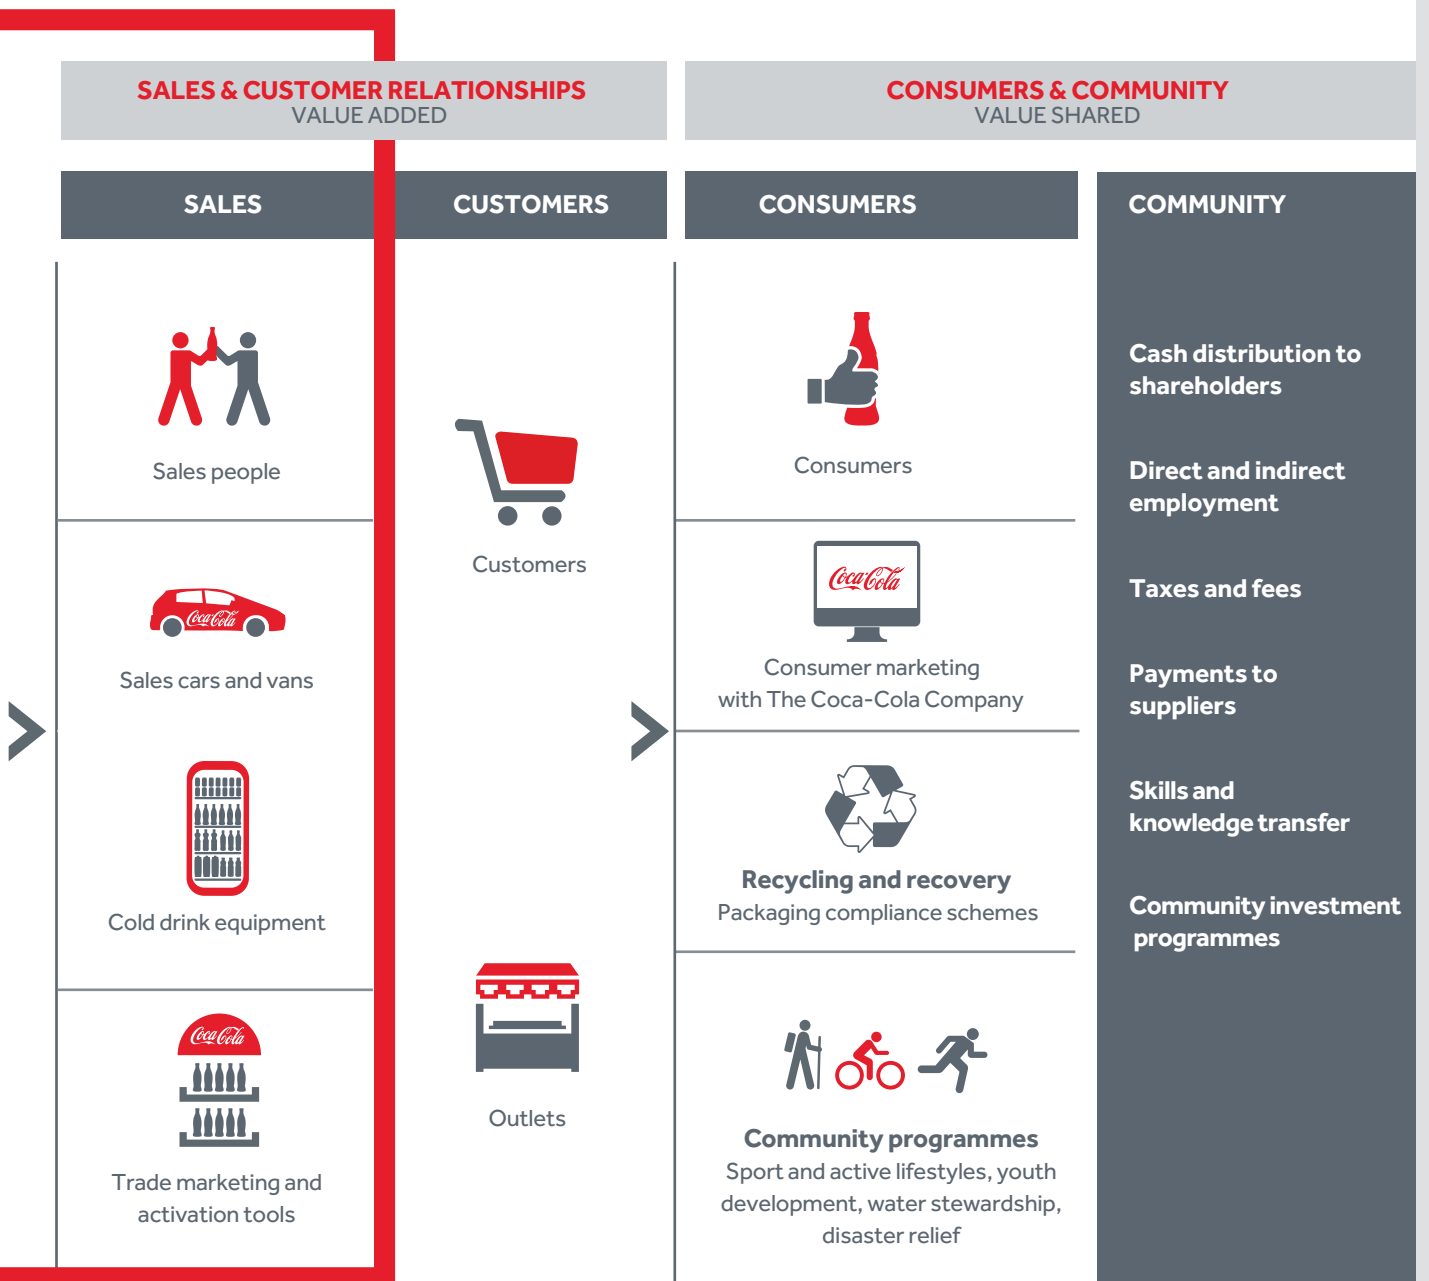 SALES & CUSTOMER RELATIONSHIPS
VALUE ADDED
CONSUMERS & COMMUNITY
VALUE SHARED
SALES
CUSTOMERS
CONSUMERS
COMMUNITY
Sales people
Coca-Cola
Sales cars and vans
Cold drink equipment
Coca-Cola
Trade marketing and
activation tools
Customers
Outlets
Consumers
Coca-Cola
Consumer marketing
with The Coca-Cola Company
Recycling and recovery
Packaging compliance schemes
Community programmes
Sport and active lifestyles, youth
development, water stewardship,
disaster relief
Cash distribution to
shareholders
Direct and indirect
employment
Taxes and fees
Payments to
suppliers
Skills and
knowledge transfer
Community investment
programmes